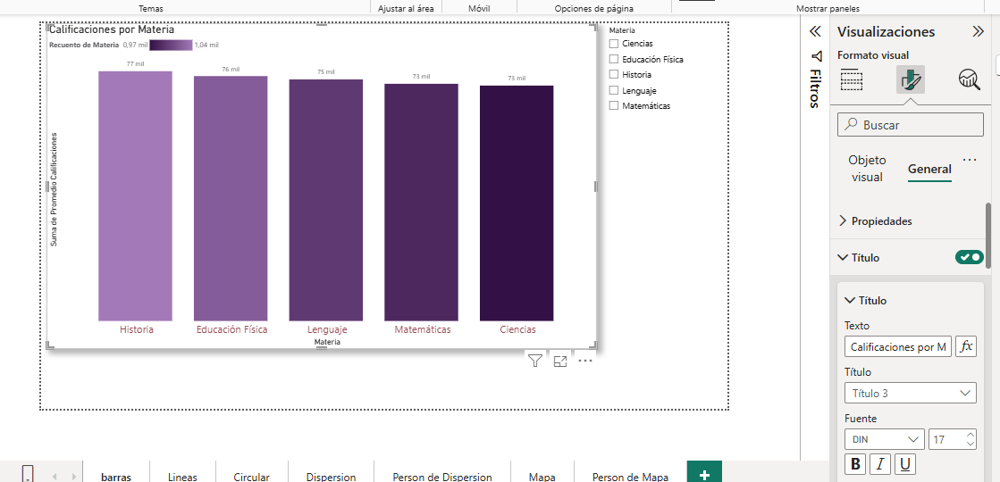 Temas
Ajustar al área
Móvil
Opciones de página
Mostrar paneles
Calificaciones por Materia
Recuento de Materia 0,97 mil 1,04 mil
77 mil
76 mil
75 mil
73 mil
73 mil
Suma de Promedio Calificaciones
Historia
Educación Física
Lenguaje
Matemáticas
Ciencias
Materia
Materia
Ciencias
Educación Física
Historia
Lenguaje
Matemáticas
Filtros
Visualizaciones
Formato visual
Buscar
Objeto
visual
General
Propiedades
Título
Título
Texto
Calificaciones por M
fx
Título
Título 3
Fuente
DIN
17
B I U
barras
Lineas
Circular
Dispersion
Person de Dispersion
Mapa
Person de Mapa
+